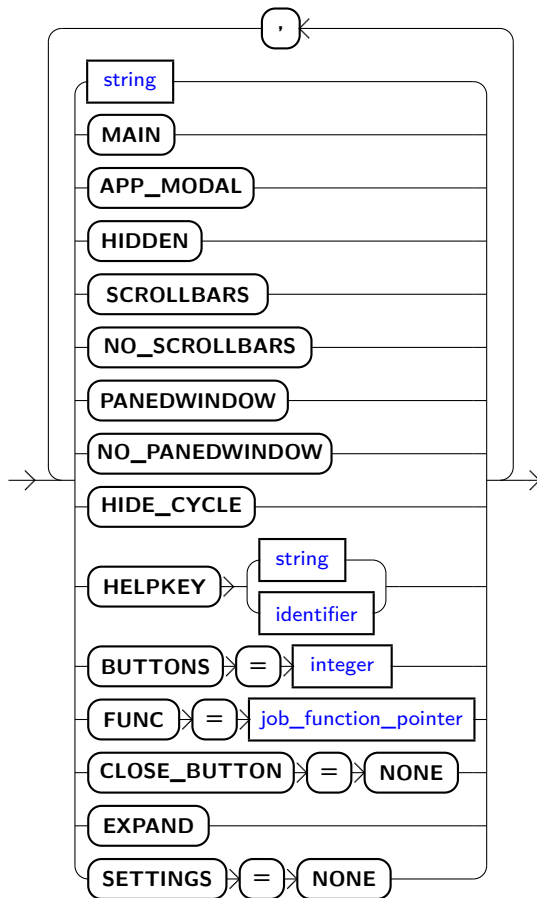 ,
string
MAIN
APP_MODAL
HIDDEN
SCROLLBARS
NO_SCROLLBARS
PANEDWINDOW
NO_PANEDWINDOW
HIDE_CYCLE
string
HELPKEY
identifier
BUTTONS = integer
FUNC = job_function_pointer
CLOSE_BUTTON = NONE
EXPAND
SETTINGS = NONE